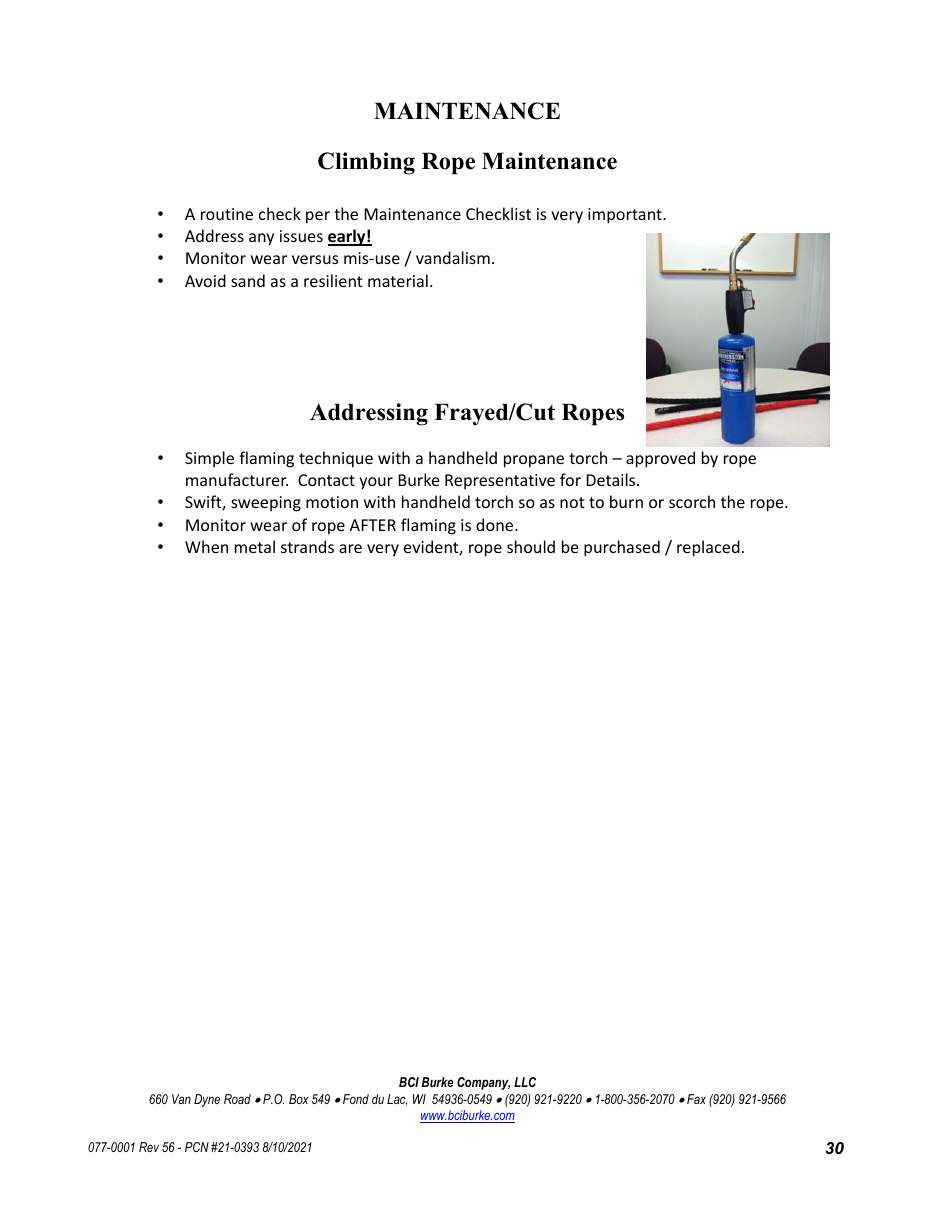 MAINTENANCE
Climbing Rope Maintenance
• A routine check per the Maintenance Checklist is very important.
• Address any issues early!
• Monitor wear versus mis-use / vandalism.
• Avoid sand as a resilient material.
Addressing Frayed/Cut Ropes
• Simple flaming technique with a handheld propane torch – approved by rope
manufacturer.  Contact your Burke Representative for Details.
• Swift, sweeping motion with handheld torch so as not to burn or scorch the rope.
• Monitor wear of rope AFTER flaming is done.
• When metal strands are very evident, rope should be purchased / replaced.
BCI Burke Company, LLC
660 Van Dyne Road • P.O. Box 549 • Fond du Lac, WI  54936-0549 • (920) 921-9220 • 1-800-356-2070 • Fax (920) 921-9566
www.bciburke.com
077-0001 Rev 56 - PCN #21-0393 8/10/2021
30